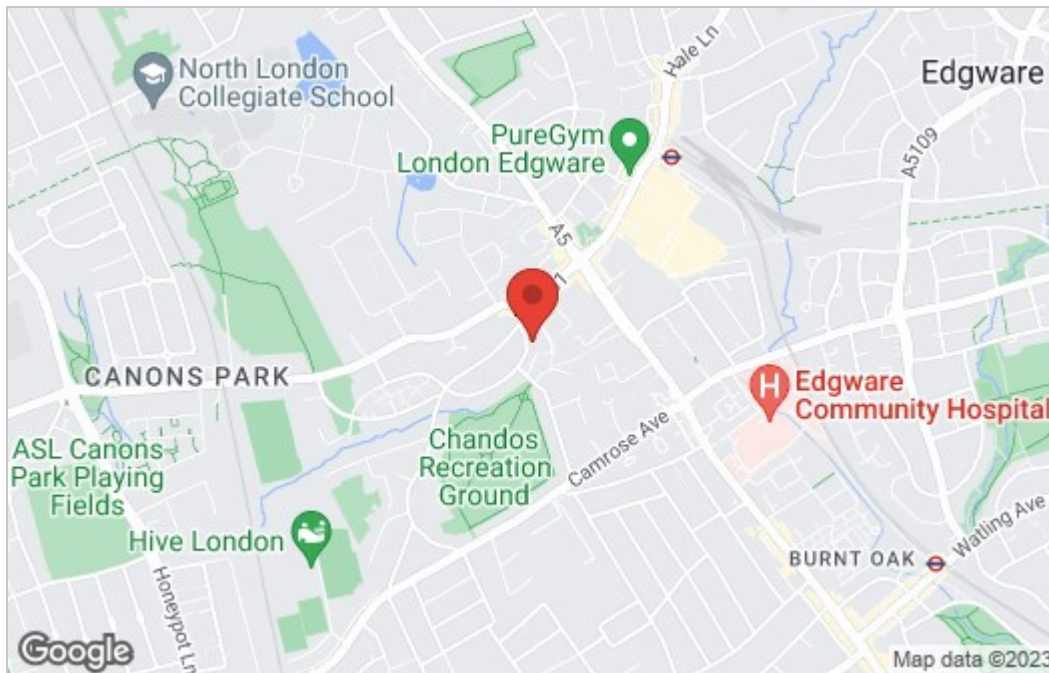 North London
Collegiate School
Hale Ln
Edgware
PureGym
London Edgware
A5109
A5
CANONS PARK
Edgware
Community Hospital
ASL Canons
Park Playing
Fields
Chandos
Recreation
Ground
Camrose Ave
Hive London
Honeypot Ln
BURNT OAK
Watling Ave
Google
Map data ©2023